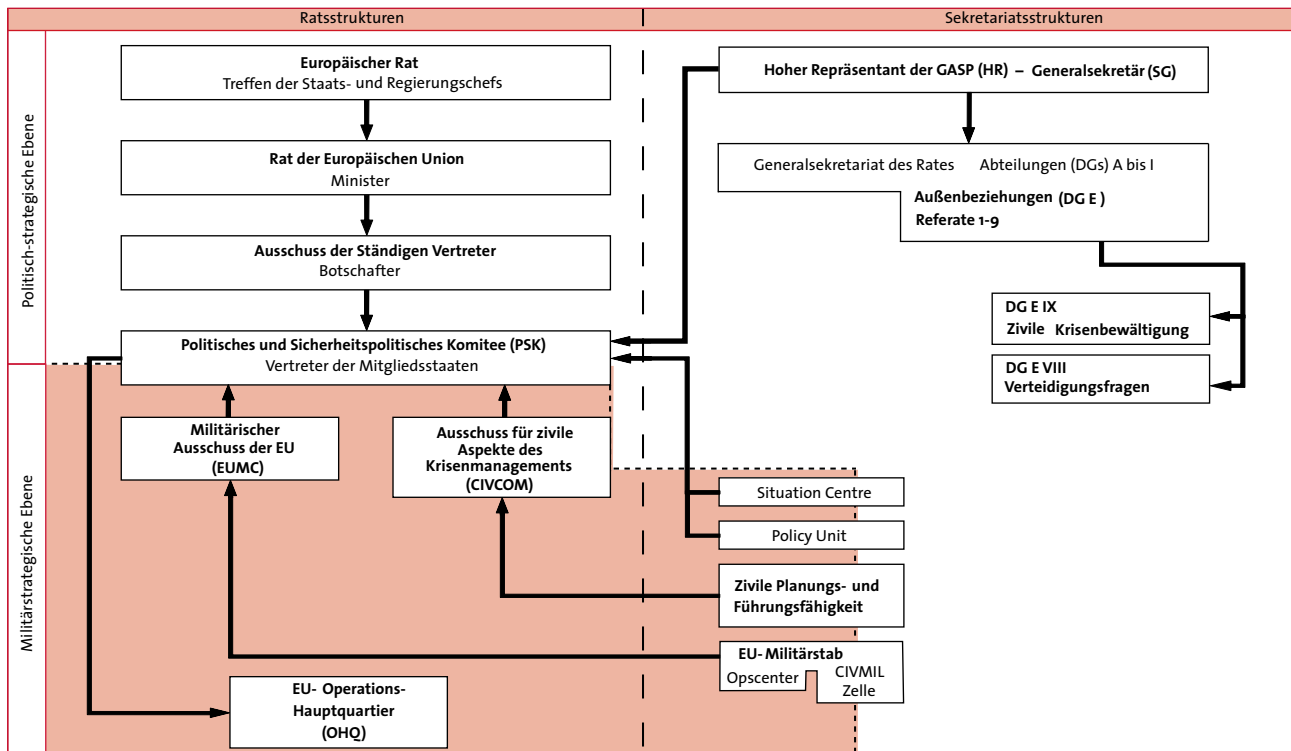 Ratsstrukturen
Sekretariatsstrukturen
Politisch-strategische Ebene
Europäischer Rat
Treffen der Staats- und Regierungschefs
Rat der Europäischen Union
Minister
Ausschuss der Ständigen Vertreter
Botschafter
Politisches und Sicherheitspolitisches Komitee (PSK)
Vertreter der Mitgliedsstaaten
Hoher Repräsentant der GASP (HR) – Generalsekretär (SG)
Generalsekretariat des Rates Abteilungen (DGs) A bis I
Außenbeziehungen (DG E )
Referate 1-9
DG E IX
Zivile Krisenbewältigung
DG E VIII
Verteidigungsfragen
Militärstrategische Ebene
Militärischer
Ausschuss der EU
(EUMC)
Ausschuss für zivile
Aspekte des
Krisenmanagements
(CIVCOM)
Situation Centre
Policy Unit
Zivile Planungs- und
Führungsfähigkeit
EU- Militärstab
Opscenter
CIVMIL
Zelle
EU- Operations-
Hauptquartier
(OHQ)